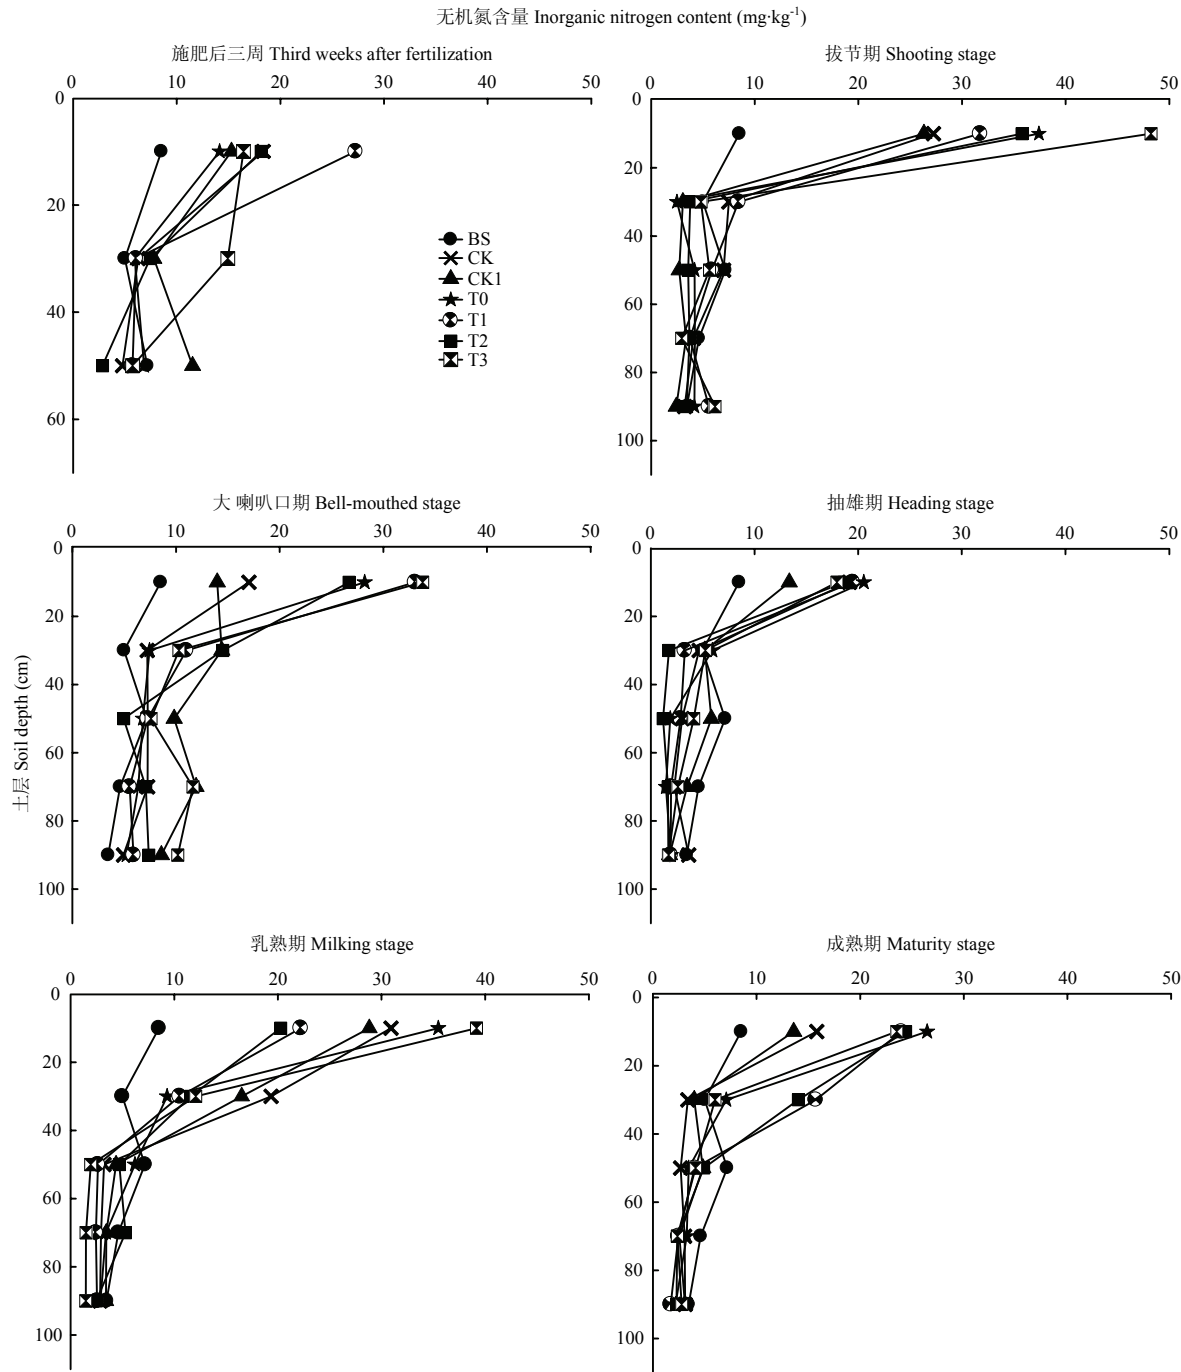 无机氮含量 Inorganic nitrogen content (mg·kg-1)
施肥后三周 Third weeks after fertilization
0 10 20 30 40 50
0
20
40
60
BS
CK
CK1
T0
T1
T2
T3
拔节期 Shooting stage
0 10 20 30 40 50
0
20
40
60
80
100
大 喇叭口期 Bell-mouthed stage
0 10 20 30 40 50
0
20
40
60
80
100
土层 Soil depth (cm)
抽雄期 Heading stage
0 10 20 30 40 50
0
20
40
60
80
100
乳熟期 Milking stage
0 10 20 30 40 50
0
20
40
60
80
100
成熟期 Maturity stage
0 10 20 30 40 50
0
20
40
60
80
100